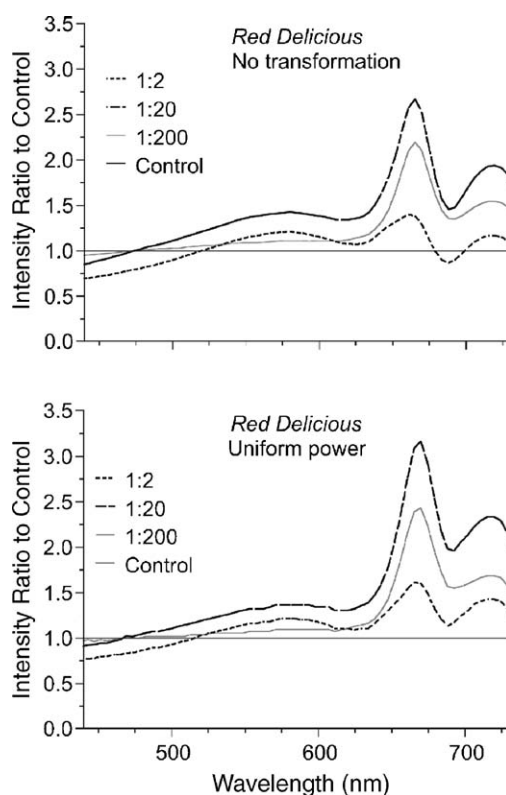 Intensity Ratio to Control
3.5
3.0
2.5
2.0
1.5
1.0
0.5
0.0
Red Delicious
No transformation
1:2
1:20
1:200
Control
Intensity Ratio to Control
3.5
3.0
2.5
2.0
1.5
1.0
0.5
0.0
Red Delicious
Uniform power
1:2
1:20
1:200
Control
500
600
700
Wavelength (nm)